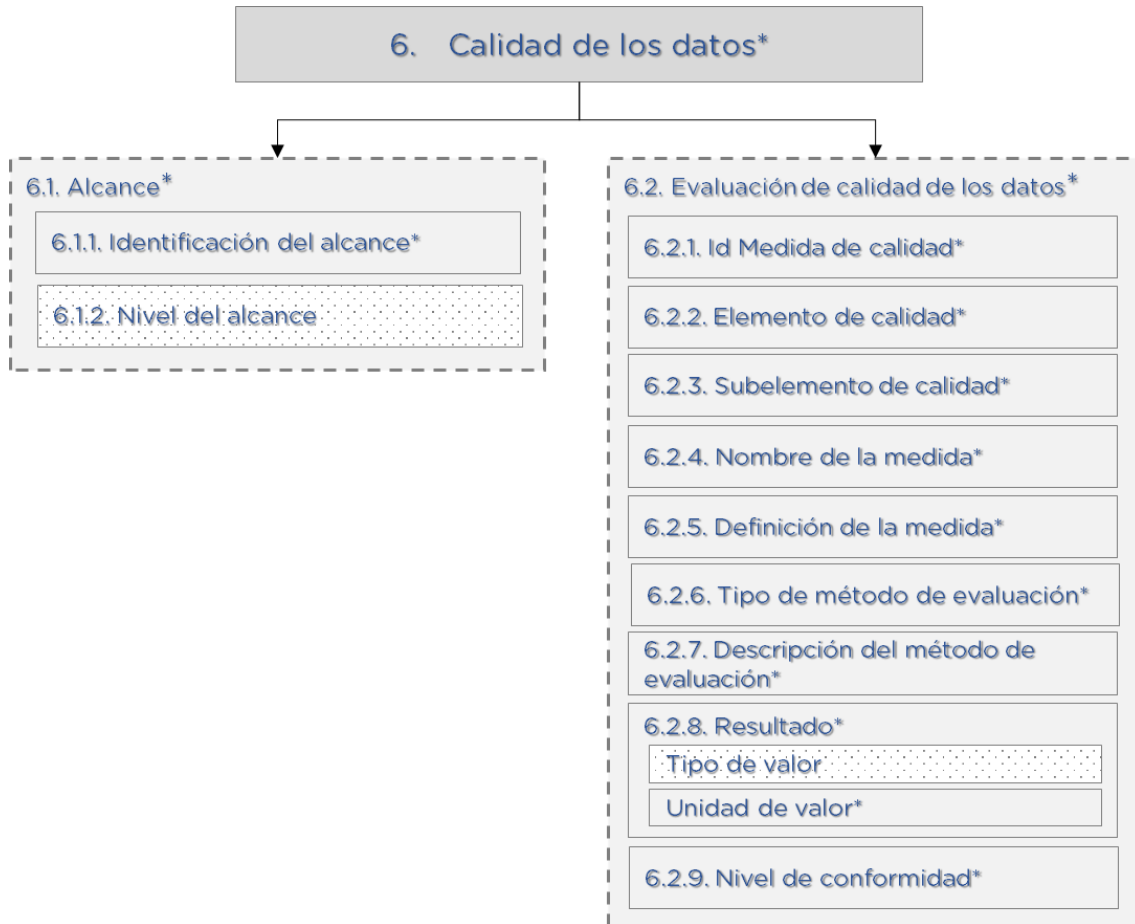 6. Calidad de los datos*
6.1. Alcance*
6.1.1. Identificación del alcance*
6.1.2. Nivel del alcance
6.2. Evaluación de calidad de los datos*
6.2.1. Id Medida de calidad*
6.2.2. Elemento de calidad*
6.2.3. Subelemento de calidad*
6.2.4. Nombre de la medida*
6.2.5. Definición de la medida*
6.2.6. Tipo de método de evaluación*
6.2.7. Descripción del método de
evaluación*
6.2.8. Resultado*
Tipo de valor
Unidad de valor*
6.2.9. Nivel de conformidad*